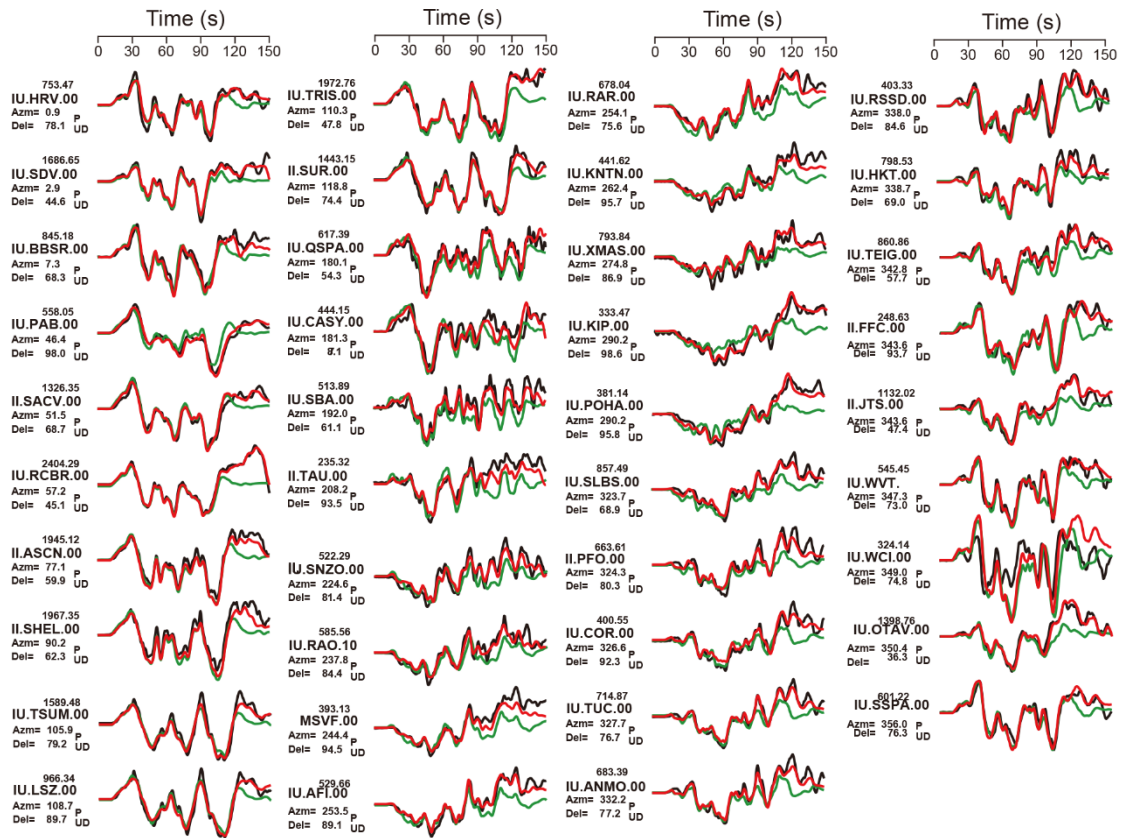 Time (s)
0 30 60 90 120 150
753.47
IU.HRV.00
Azm= 0.9 P
Del= 78.1 UD
1686.65
IU.SDV.00
Azm= 2.9 P
Del= 44.6 UD
845.18
IU.BBSR.00
Azm= 7.3 P
Del= 68.3 UD
558.05
IU.PAB.00
Azm= 46.4 P
Del= 98.0 UD
1326.35
II.SACV.00
Azm= 51.5 P
Del= 68.7 UD
2404.29
IU.RCBR.00
Azm= 57.2 P
Del= 45.1 UD
1945.12
II.ASCN.00
Azm= 77.1 P
Del= 59.9 UD
1967.35
II.SHEL.00
Azm= 90.2 P
Del= 62.3 UD
1589.48
IU.TSUM.00
Azm= 105.9 P
Del= 79.2 UD
966.34
IU.LSZ.00
Azm= 108.7 P
Del= 89.7 UD
Time (s)
0 30 60 90 120 150
1972.76
IU.TRIS.00
Azm= 110.3 P
Del= 47.8 UD
1443.15
II.SUR.00
Azm= 118.8 P
Del= 74.4 UD
617.39
IU.QSPA.00
Azm= 180.1 P
Del= 54.3 UD
444.15
IU.CASY.00
Azm= 181.3 P
Del= 8.1 UD
513.89
IU.SBA.00
Azm= 192.0 P
Del= 61.1 UD
235.32
II.TAU.00
Azm= 208.2 P
Del= 93.5 UD
522.29
IU.SNZO.00
Azm= 224.6 P
Del= 81.4 UD
585.56
IU.RAO.10
Azm= 237.8 P
Del= 84.4 UD
393.13
MSVF.00
Azm= 244.4 P
Del= 94.5 UD
529.66
IU.AFI.00
Azm= 253.5 P
Del= 89.1 UD
Time (s)
0 30 60 90 120 150
678.04
IU.RAR.00
Azm= 254.1 P
Del= 75.6 UD
441.62
IU.KNTN.00
Azm= 262.4 P
Del= 95.7 UD
793.84
IU.XMAS.00
Azm= 274.8 P
Del= 86.9 UD
333.47
IU.KIP.00
Azm= 290.2 P
Del= 98.6 UD
381.14
IU.POHA.00
Azm= 290.2 P
Del= 95.8 UD
857.49
IU.SLBS.00
Azm= 323.7 P
Del= 68.9 UD
663.61
II.PFO.00
Azm= 324.3 P
Del= 80.3 UD
400.55
IU.COR.00
Azm= 326.6 P
Del= 92.3 UD
714.87
IU.TUC.00
Azm= 327.7 P
Del= 76.7 UD
683.39
IU.ANMO.00
Azm= 332.2 P
Del= 77.2 UD
Time (s)
0 30 60 90 120 150
403.33
IU.RSSD.00
Azm= 338.0 P
Del= 84.6 UD
798.53
IU.HKT.00
Azm= 338.7 P
Del= 69.0 UD
860.86
IU.TEIG.00
Azm= 342.8 P
Del= 57.7 UD
248.63
II.FFC.00
Azm= 343.6 P
Del= 93.7 UD
1132.02
II.JTS.00
Azm= 343.6 P
Del= 47.4 UD
545.45
IU.WVT.
Azm= 347.3 P
Del= 73.0 UD
324.14
IU.WCI.00
Azm= 349.0 P
Del= 74.8 UD
1398.76
IU.OTAV.00
Azm= 350.4 P
Del= 36.3 UD
601.22
IU.SSPA.00
Azm= 356.0 P
Del= 76.3 UD